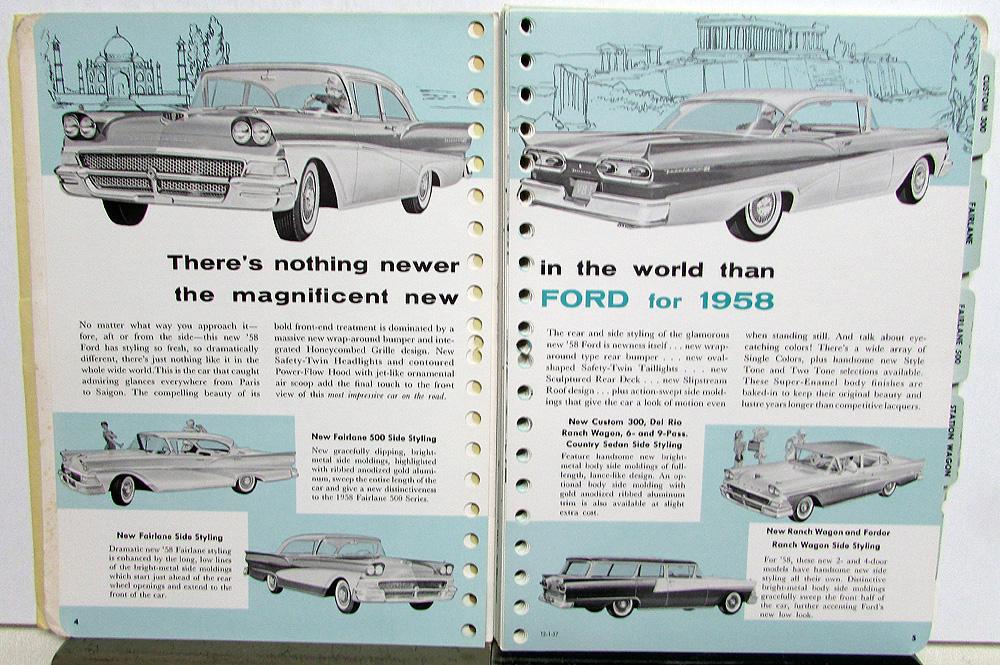 There's nothing newer
the magnificent new
No matter what way you approach it—
fore, aft or from the side—this new '58
Ford has styling so fresh, so dramatically
different, there's just nothing like it in the
whole wide world. This is the car that caught
admiring glances everywhere from Paris
to Saigon. The compelling beauty of its
bold front-end treatment is dominated by a
massive new wrap-around bumper and inte-
grated Honeycombed Grille design. New
Safety-Twin Headlights and contoured
Power-Flow Hood with jet-like ornamental
air scoop add the final touch to the front
view of this most impressive car on the road.
New Fairlane 500 Side Styling
New gracefully dipping, bright-
metal side moldings, highlighted
with ribbed anodized gold alumi-
num, sweep the entire length of the
car and give a new distinctiveness
to the 1958 Fairlane 500 Series.
New Fairlane Side Styling
Dramatic new '58 Fairlane styling
is enhanced by the long, low lines
of the bright-metal side moldings
which start just ahead of the rear
wheel openings and extend to the
front of the car.
4
in the world than
FORD for 1958
The rear and side styling of the glamorous
new '58 Ford is newness itself . . . new wrap-
around type rear bumper . . . new oval-
shaped Safety-Twin Taillights . . . new
Sculptured Rear Deck . . . new Slipstream
Roof design . . . plus action-swept side mold-
ings that give the car a look of motion even
when standing still. And talk about eye-
catching colors! There's a wide array of
Single Colors, plus handsome new Style
Tone and Two Tone selections available.
These Super-Enamel body finishes are
baked-in to keep their original beauty and
lustre years longer than competitive lacquers.
New Custom 300, Del Rio
Ranch Wagon, 6- and 9-Pass.
Country Sedan Side Styling
Feature handsome new bright-
metal body side moldings of full-
length, lance-like design. An op-
tional body side molding with
gold anodized ribbed aluminum
trim is also available at slight
extra cost.
New Ranch Wagon and Fordor
Ranch Wagon Side Styling
For '58, these new 2- and 4-door
models have handsome new side
styling all their own. Distinctive
bright-metal body side moldings
gracefully sweep the front half of
the car, further accenting Ford's
new low look.
12-1-57
5
CUSTOM 300
FAIRLANE
FAIRLANE 500
STATION WAGON